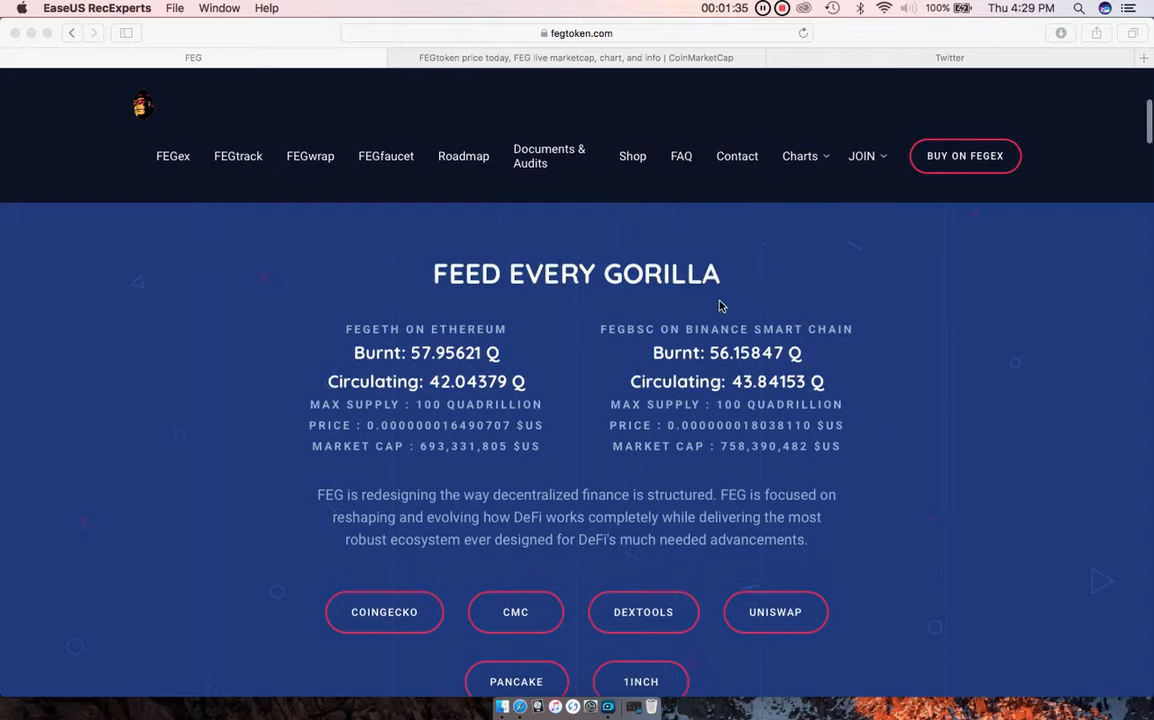 EaseUS RecExperts File Window Help 00:01:35 100% Thu 4:29 PM
fegtoken.com
FEG FEGtoken price today, FEG live marketcap, chart, and info | CoinMarketCap Twitter
FEGex FEGtrack FEGwrap FEGfaucet Roadmap Documents & Audits Shop FAQ Contact Charts JOIN BUY ON FEGEX
FEED EVERY GORILLA
FEGETH ON ETHEREUM
Burnt: 57.95621 Q
Circulating: 42.04379 Q
MAX SUPPLY : 100 QUADRILLION
PRICE : 0.000000016490707 $US
MARKET CAP : 693,331,805 $US
FEGBSC ON BINANCE SMART CHAIN
Burnt: 56.15847 Q
Circulating: 43.84153 Q
MAX SUPPLY : 100 QUADRILLION
PRICE : 0.000000018038110 $US
MARKET CAP : 758,390,482 $US
FEG is redesigning the way decentralized finance is structured. FEG is focused on
reshaping and evolving how DeFi works completely while delivering the most
robust ecosystem ever designed for DeFi's much needed advancements.
COINGECKO CMC DEXTOOLS UNISWAP
PANCAKE 1INCH